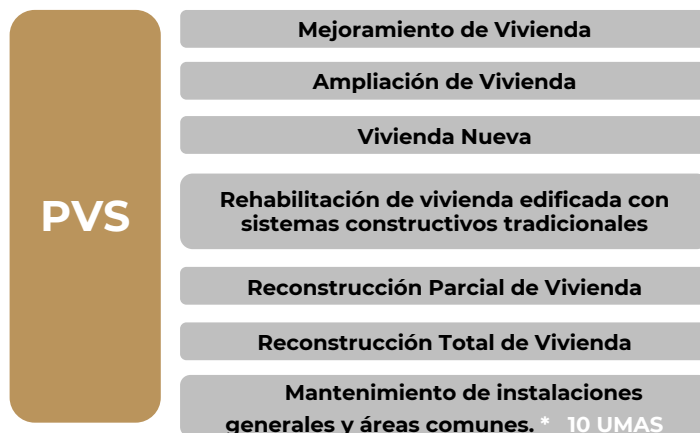 PVS
Mejoramiento de Vivienda
Ampliación de Vivienda
Vivienda Nueva
Rehabilitación de vivienda edificada con
sistemas constructivos tradicionales
Reconstrucción Parcial de Vivienda
Reconstrucción Total de Vivienda
Mantenimiento de instalaciones
generales y áreas comunes. * 10 UMAS